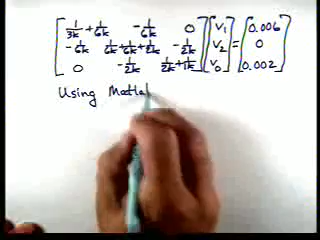 1/3k + 1/6k -1/6k 0 V1 0.006
-1/6k 1/6k + 1/6k + 1/2k -1/2k V2 = 0
0 -1/2k 1/2k + 1/1k V0 0.002
Using Matla